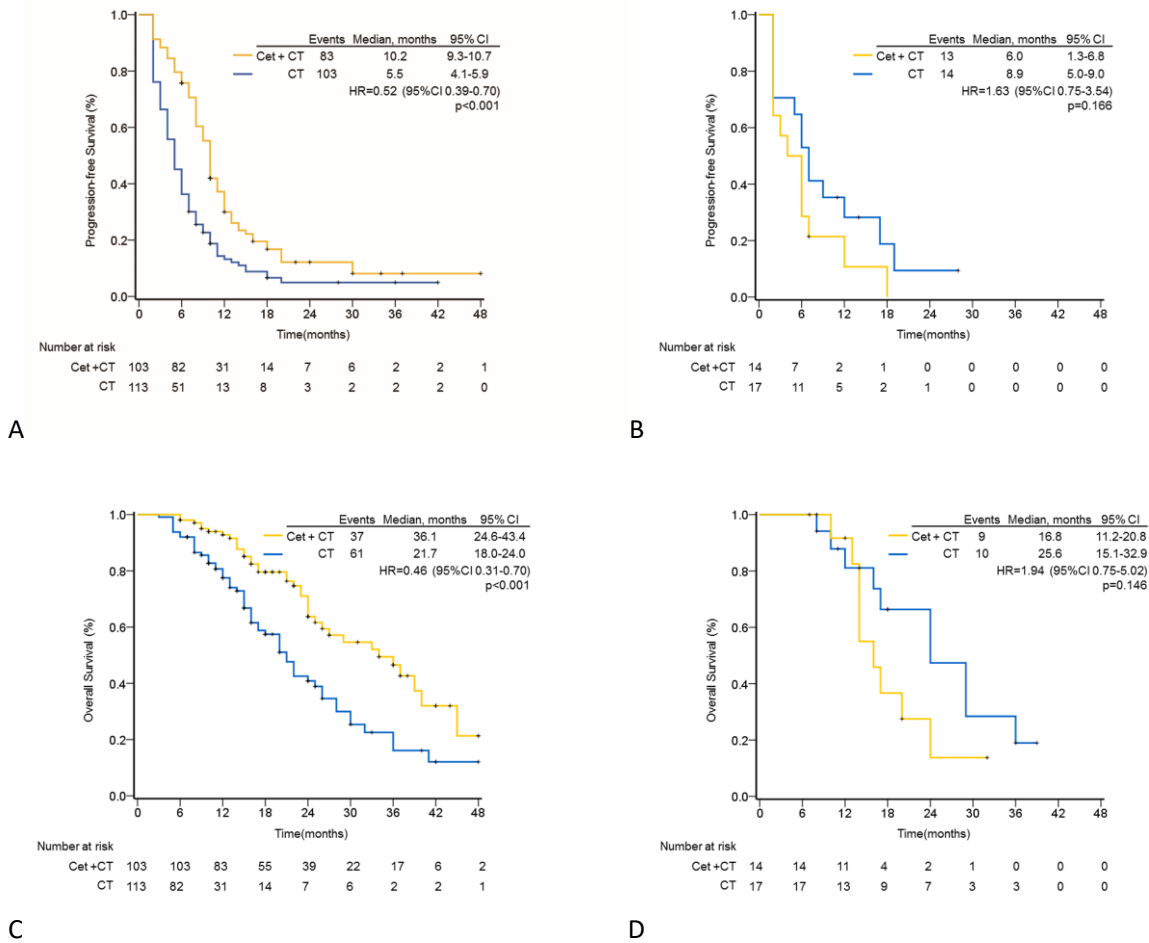 Events Median, months 95% CI
Cet + CT 83 10.2 9.3-10.7
CT 103 5.5 4.1-5.9
HR=0.52 (95%CI 0.39-0.70)
p<0.001
Progression-free Survival (%)
1.0
0.8
0.6
0.4
0.2
0.0
0 6 12 18 24 30 36 42 48
Time(months)
Number at risk
Cet +CT 103 82 31 14 7 6 2 2 1
CT 113 51 13 8 3 2 2 2 0
A
Events Median, months 95% CI
Cet + CT 13 6.0 1.3-6.8
CT 14 8.9 5.0-9.0
HR=1.63 (95%CI 0.75-3.54)
p=0.166
Progression-free Survival (%)
1.0
0.8
0.6
0.4
0.2
0.0
0 6 12 18 24 30 36 42 48
Time(months)
Number at risk
Cet +CT 14 7 2 1 0 0 0 0 0
CT 17 11 5 2 1 0 0 0 0
B
Events Median, months 95% CI
Cet + CT 37 36.1 24.6-43.4
CT 61 21.7 18.0-24.0
HR=0.46 (95%CI 0.31-0.70)
p<0.001
Overall Survival (%)
1.0
0.8
0.6
0.4
0.2
0.0
0 6 12 18 24 30 36 42 48
Time(months)
Number at risk
Cet +CT 103 103 83 55 39 22 17 6 2
CT 113 82 31 14 7 6 2 2 1
C
Events Median, months 95% CI
Cet + CT 9 16.8 11.2-20.8
CT 10 25.6 15.1-32.9
HR=1.94 (95%CI 0.75-5.02)
p=0.146
Overall Survival (%)
1.0
0.8
0.6
0.4
0.2
0.0
0 6 12 18 24 30 36 42 48
Time(months)
Number at risk
Cet +CT 14 14 11 4 2 1 0 0 0
CT 17 17 13 9 7 3 3 0 0
D